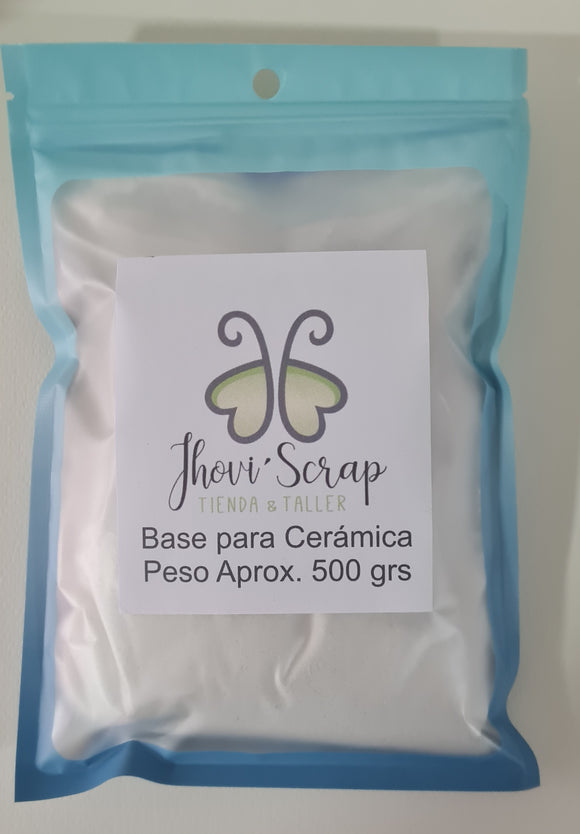 Jhovi´Scrap
TIENDA & TALLER
Base para Cerámica
Peso Aprox. 500 grs